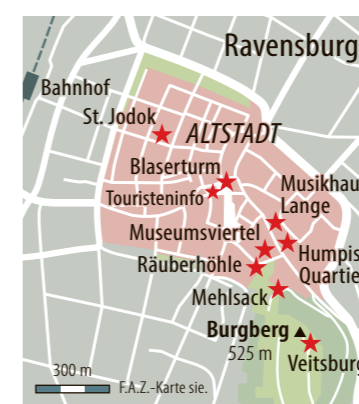 Ravensburg
Bahnhof
St. Jodok
ALTSTADT
Blaserturm
Touristeninfo
Musikhau
Lange
Museumsviertel
Humpis
Quartie
Räuberhöhle
Mehlsack
Burgberg
525 m
Veitsburg
300 m
F.A.Z.-Karte sie.